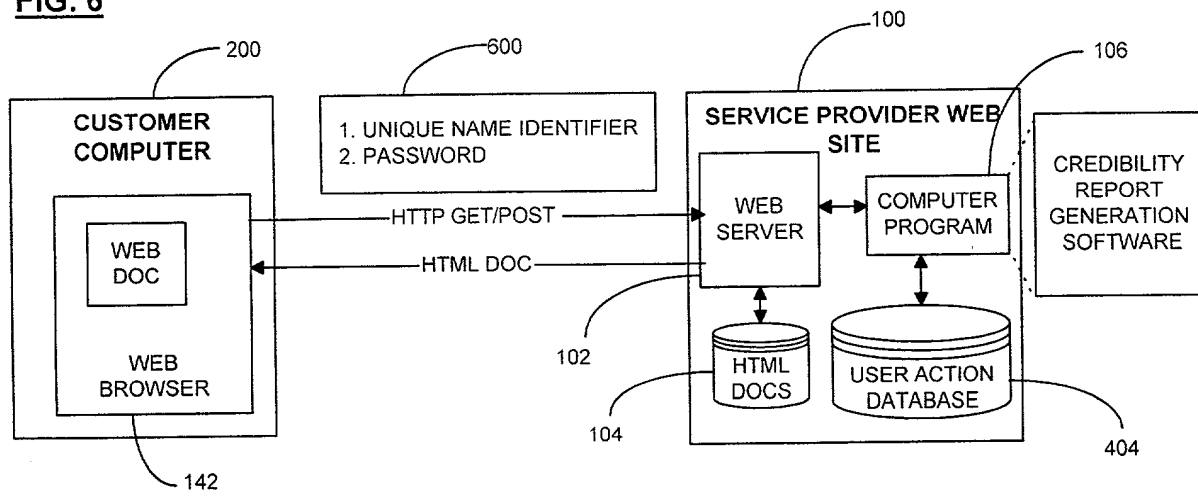 FIG. 6
200
600
100
106
CUSTOMER
COMPUTER
1. UNIQUE NAME IDENTIFIER
2. PASSWORD
SERVICE PROVIDER WEB
SITE
CREDIBILITY
REPORT
GENERATION
SOFTWARE
WEB
DOC
WEB
BROWSER
HTTP GET/POST
HTML DOC
WEB
SERVER
COMPUTER
PROGRAM
102
HTML
DOCS
USER ACTION
DATABASE
104
404
142